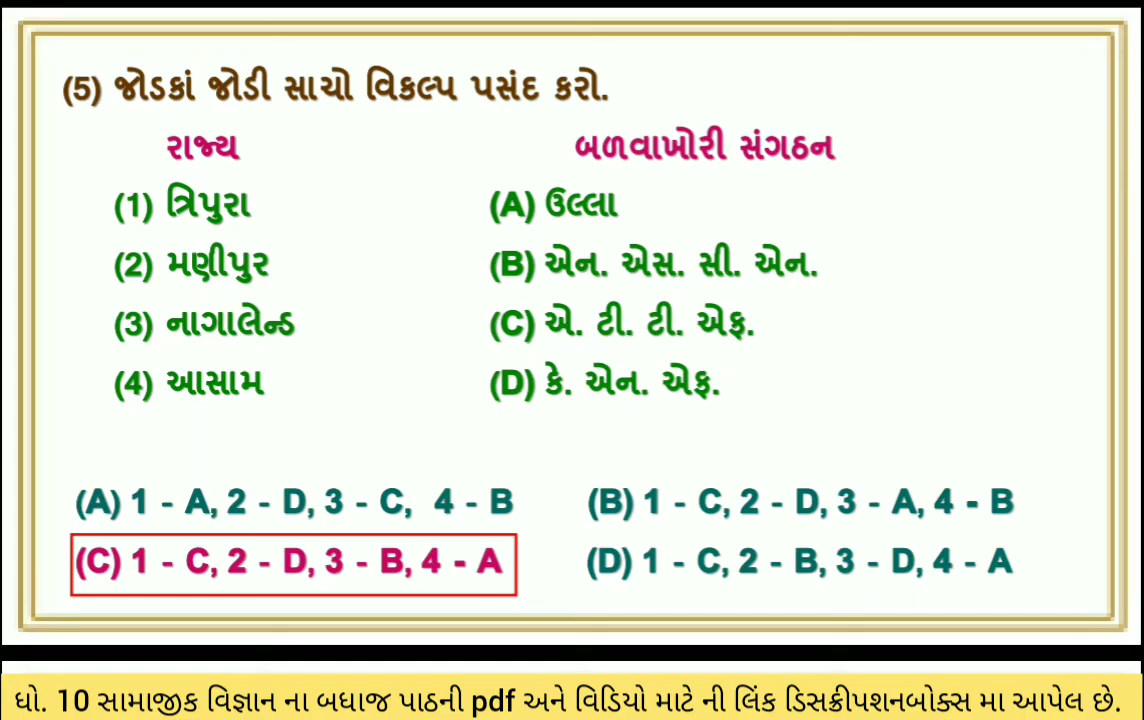 (5) જોડકાં જોડી સાચો વિકલ્પ પસંદ કરો.
રાજ્ય બળવાખોરી સંગઠન
(1) ત્રિપુરા (A) ઉલ્લા
(2) મણીપુર (B) એન. એસ. સી. એન.
(3) નાગાલેન્ડ (C) એ. ટી. ટી. એફ.
(4) આસામ (D) કે. એન. એફ.
(A) 1 - A, 2 - D, 3 - C, 4 - B (B) 1 - C, 2 - D, 3 - A, 4 - B
(C) 1 - C, 2 - D, 3 - B, 4 - A (D) 1 - C, 2 - B, 3 - D, 4 - A
ધો. 10 સામાજીક વિજ્ઞાન ના બધાજ પાઠની pdf અને વિડિયો માટે ની લિંક ડિસક્રીપશનબોક્સ મા આપેલ છે.